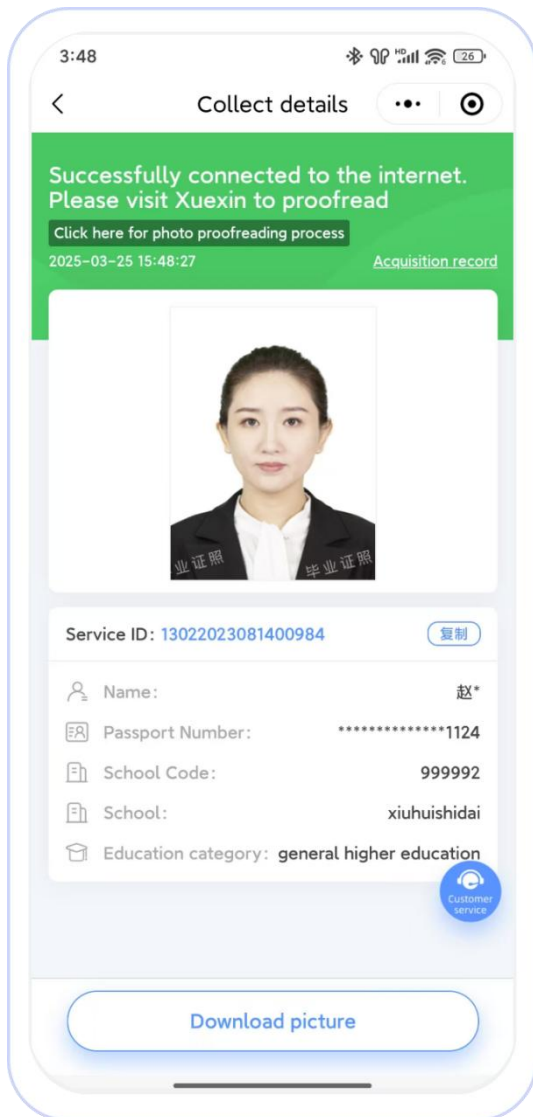 3:48
HD
6
26
Collect details
Successfully connected to the internet.
Please visit Xuexin to proofread
Click here for photo proofreading process
2025-03-25 15:48:27 Acquisition record
业证照 毕业证照
Service ID: 13022023081400984 复制
Name: 赵*
Passport Number: **************1124
School Code: 999992
School: xiuhuishidai
Education category: general higher education
Customer
service
Download picture